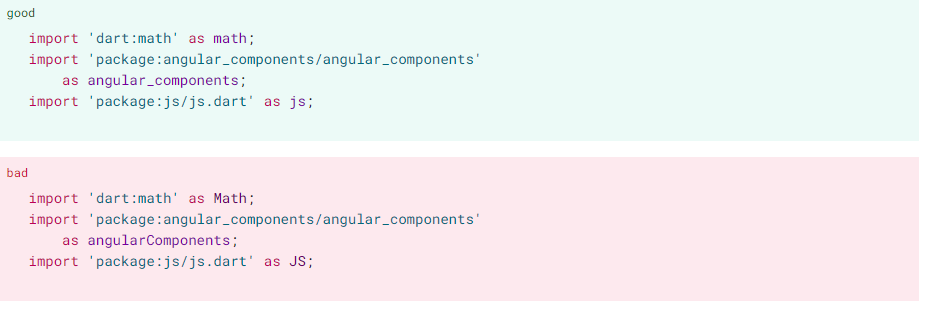 good
import 'dart:math' as math;
import 'package:angular_components/angular_components'
as angular_components;
import 'package:js/js.dart' as js;
bad
import 'dart:math' as Math;
import 'package:angular_components/angular_components'
as angularComponents;
import 'package:js/js.dart' as JS;